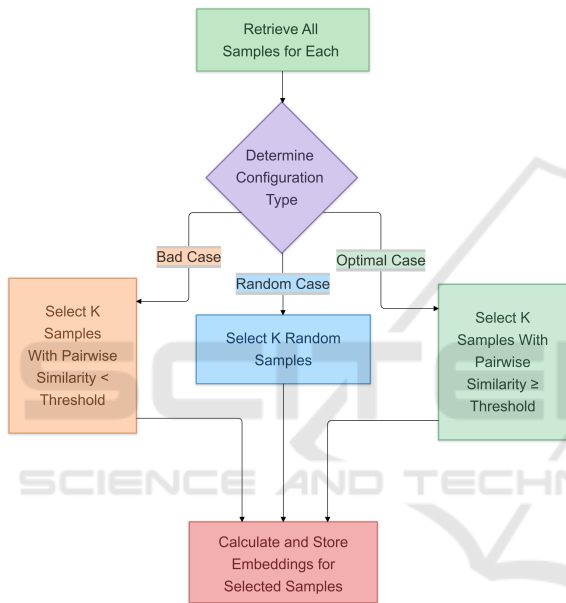 Retrieve All
Samples for Each
Determine
Configuration
Type
Bad Case
Random Case
Optimal Case
Select K
Samples
With Pairwise
Similarity <
Threshold
Select K Random
Samples
Select K
Samples With
Pairwise
Similarity ≥
Threshold
SCITE
SCIENCE AND TECHN
Calculate and Store
Embeddings for
Selected Samples